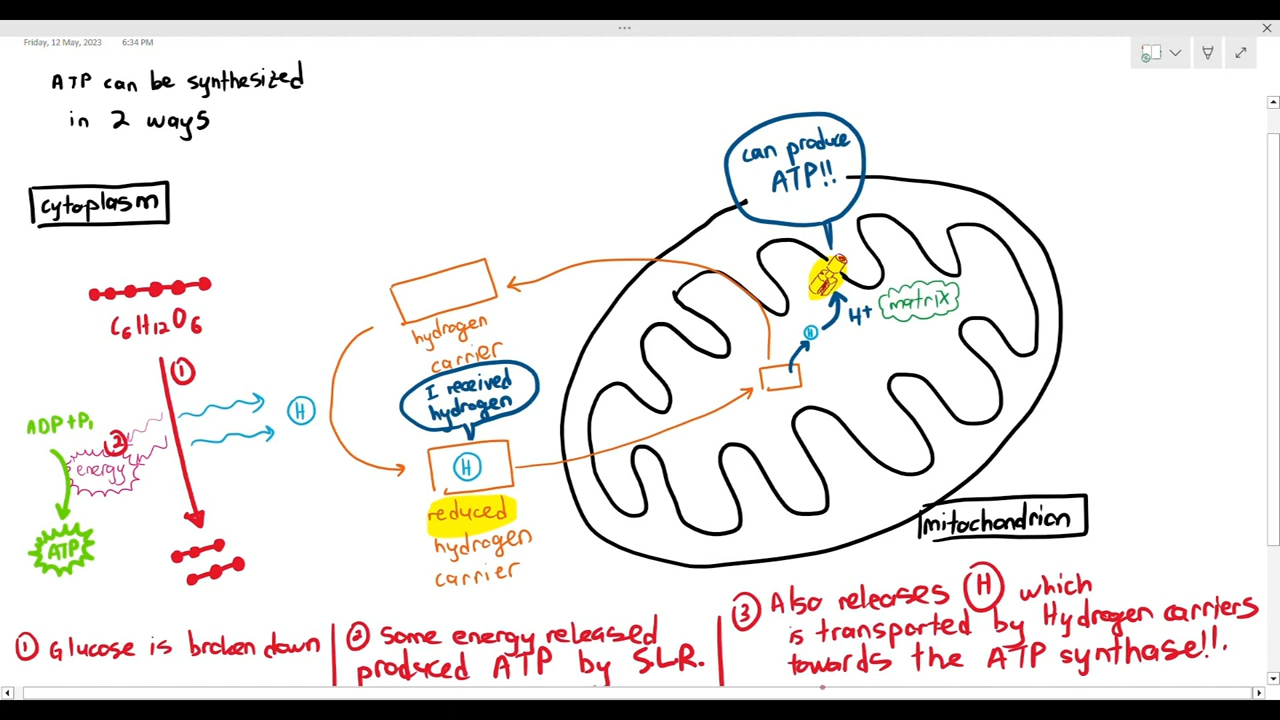 Friday, 12 May, 2023 6:34 PM
ATP can be synthesized
in 2 ways
cytoplasm
C6H12O6
1
ADP+Pi
2
energy
ATP
H
hydrogen
carrier
I received
hydrogen
H
reduced
hydrogen
carrier
can produce
ATP!!
matrix
H+
H
mitochondrion
① Glucose is broken down
② Some energy released
produced ATP by S.L.R.
③ Also releases H which
is transported by Hydrogen carriers
towards the ATP synthase!!.